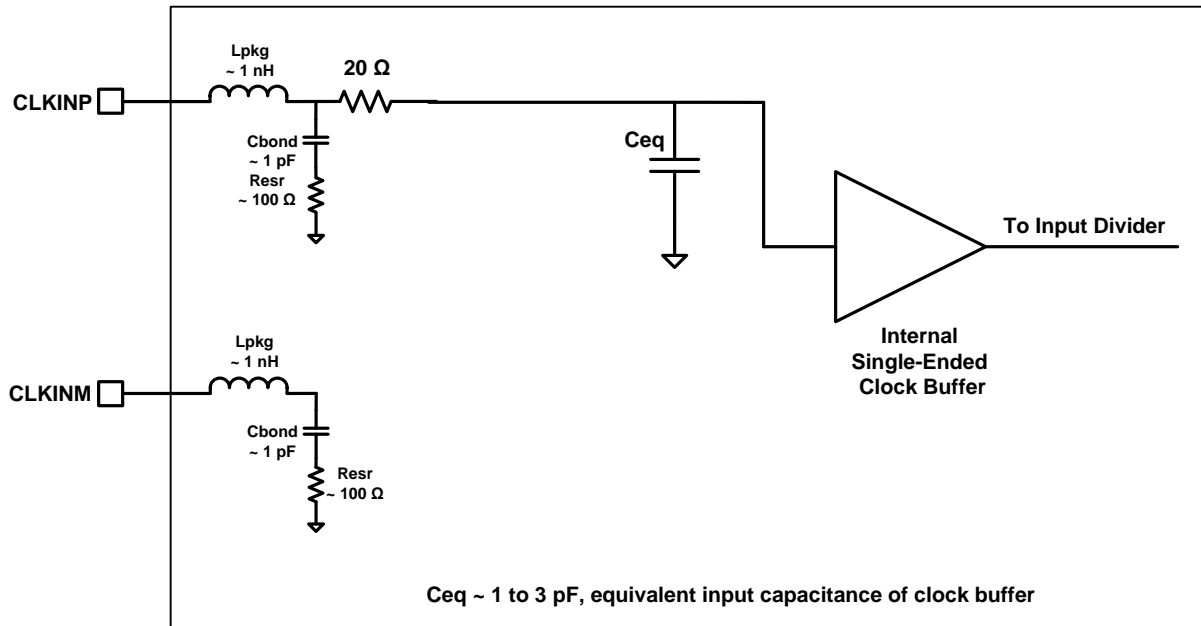 Lpkg
~ 1 nH
20 Ω
CLKINP
Cbond
~ 1 pF
Resr
~ 100 Ω
Ceq
To Input Divider
Internal
Single-Ended
Clock Buffer
Lpkg
~ 1 nH
CLKINM
Cbond
~ 1 pF
Resr
~ 100 Ω
Ceq ~ 1 to 3 pF, equivalent input capacitance of clock buffer